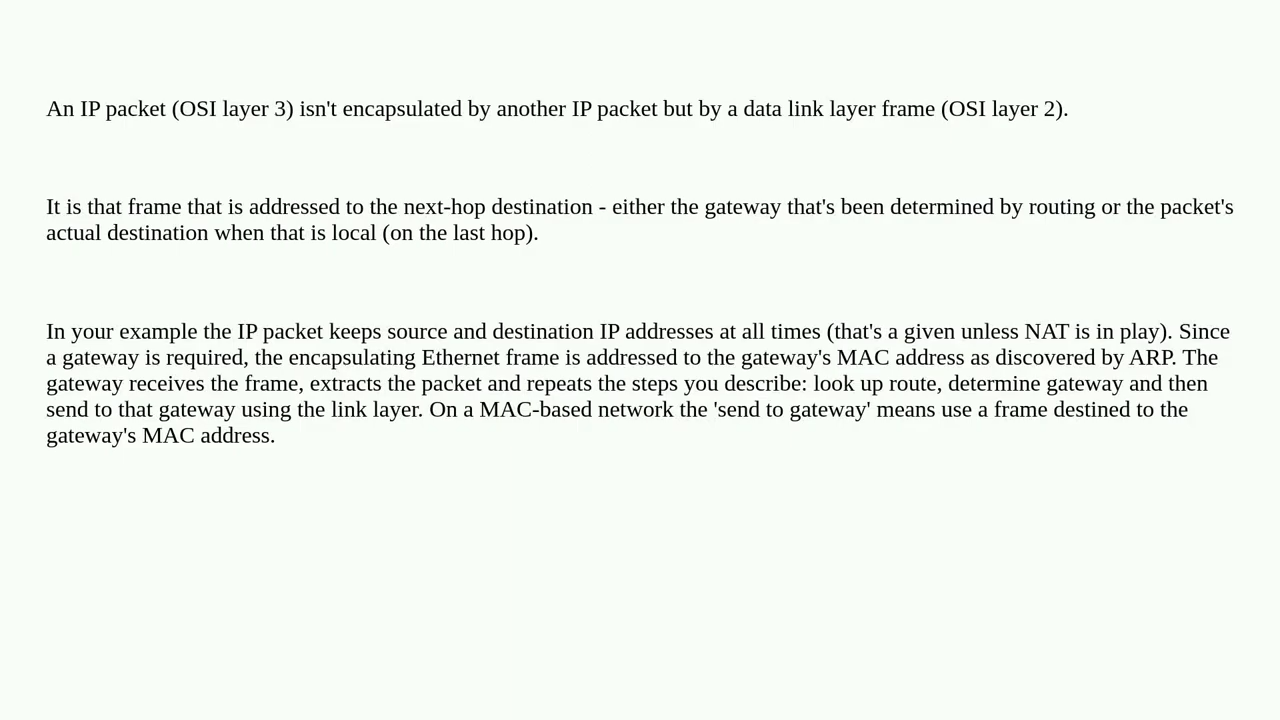 An IP packet (OSI layer 3) isn't encapsulated by another IP packet but by a data link layer frame (OSI layer 2).
It is that frame that is addressed to the next-hop destination - either the gateway that's been determined by routing or the packet's
actual destination when that is local (on the last hop).
In your example the IP packet keeps source and destination IP addresses at all times (that's a given unless NAT is in play). Since
a gateway is required, the encapsulating Ethernet frame is addressed to the gateway's MAC address as discovered by ARP. The
gateway receives the frame, extracts the packet and repeats the steps you describe: look up route, determine gateway and then
send to that gateway using the link layer. On a MAC-based network the 'send to gateway' means use a frame destined to the
gateway's MAC address.